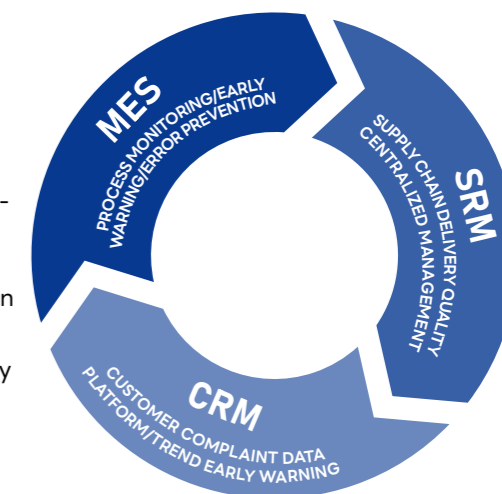 MES
PROCESS MONITORING/EARLY
WARNING/ERROR PREVENTION
SRM
SUPPLY CHAIN DELIVERY QUALITY
CENTRALIZED MANAGEMENT
CRM
CUSTOMER COMPLAINT DATA
PLATFORM/TREND EARLY WARNING